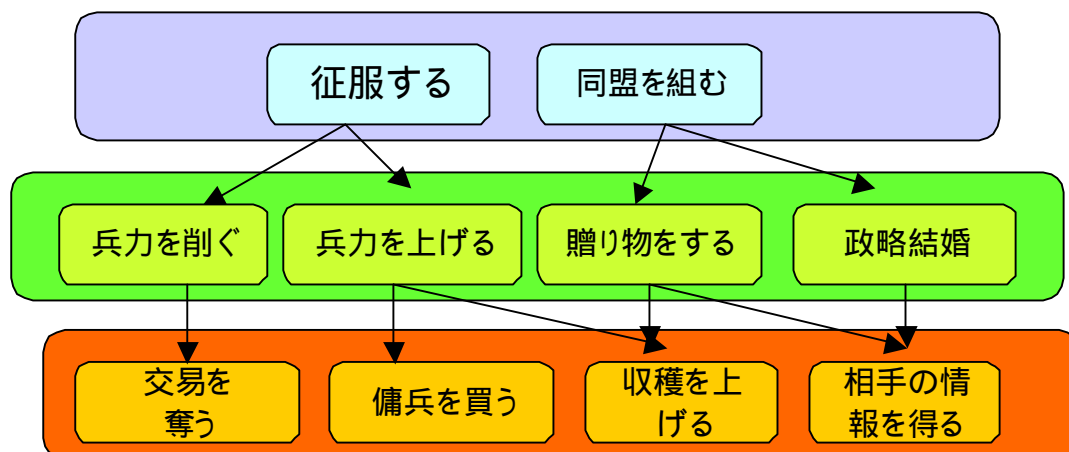 征服する
同盟を組む
兵力を削ぐ
兵力を上げる
贈り物をする
政略結婚
交易を
奪う
傭兵を買う
収穫を上
げる
相手の情
報を得る